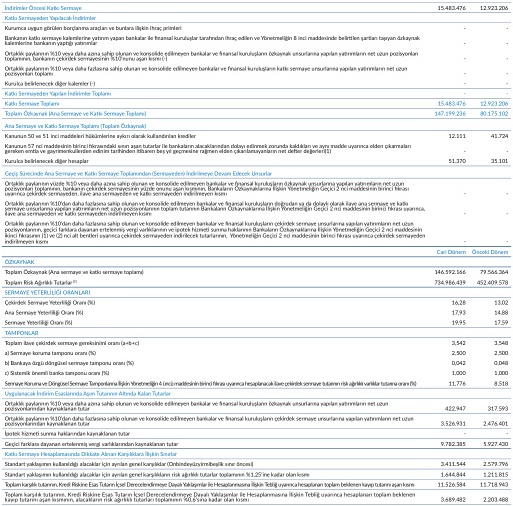 İndirimler Öncesi Katkı Sermaye 15.483.476 12.923.206
Katkı Sermayeden Yapılacak İndirimler
Kurumca uygun görülen borçlanma araçları ve bunlara ilişkin ihraç primleri - -
Bankanın katkı sermaye kalemlerine yatırım yapan bankalar ile finansal kuruluşlar tarafından ihraç edilen ve Yönetmeliğin 8 inci maddesinde belirtilen şartları taşıyan özkaynak
kalemlerine bankanın yaptığı yatırımlar - -
Ortaklık paylarının %10 veya daha azına sahip olunan ve konsolide edilmeyen bankalar ve finansal kuruluşların özkaynak unsurlarına yapılan yatırımların net uzun pozisyonları
toplamının, bankanın çekirdek sermayesinin %10'nunu aşan kısmı (-) - -
Ortaklık paylarının %10 veya daha fazlasına sahip olunan ve konsolide edilmeyen bankalar ve finansal kuruluşların katkı sermaye unsurlarına yapılan yatırımların net uzun
pozisyonları toplamı - -
Kurulca belirlenecek diğer kalemler (-) - -
Katkı Sermayeden Yapılan İndirimler Toplamı - -
Katkı Sermaye Toplamı 15.483.476 12.923.206
Toplam Özkaynak (Ana Sermaye ve Katkı Sermaye Toplamı) 147.199.236 80.175.102
Ana Sermaye ve Katkı Sermaye Toplamı (Toplam Özkaynak)
Kanunun 50 ve 51 inci maddeleri hükümlerine aykırı olarak kullandırılan krediler 12.111 41.724
Kanunun 57 nci maddesinin birinci fıkrasındaki sınırı aşan tutarlar ile bankaların alacaklarından dolayı edinmek zorunda kaldıkları ve aynı madde uyarınca elden çıkarmaları
gereken emtia ve gayrimenkullerden edinim tarihinden itibaren beş yıl geçmesine rağmen elden çıkarılamayanların net defter değerleri - -
Kurulca belirlenecek diğer hesaplar 51.370 35.101
Geçiş Sürecinde Ana Sermaye ve Katkı Sermaye Toplamından (Sermayeden) İndirilmeye Devam Edecek Unsurlar
Ortaklık paylarının yüzde %10 veya daha azına sahip olunan ve konsolide edilmeyen bankalar ve finansal kuruluşların özkaynak unsurlarına yapılan yatırımların net uzun
pozisyonları toplamının, bankanın çekirdek sermayesinin yüzde onunu aşan kısmının, Bankaların Özkaynaklarına İlişkin Yönetmeliğin Geçici 2 nci maddesinin birinci fıkrası
uyarınca çekirdek sermayeden, ilave ana sermayeden ve katkı sermayeden indirilmeyen kısmı - -
Ortaklık paylarının %10'dan daha fazlasına sahip olunan ve konsolide edilmeyen bankalar ve finansal kuruluşların doğrudan ya da dolaylı olarak ilave ana sermaye ve katkı
sermaye unsurlarına yapılan yatırımların net uzun pozisyonlarının toplam tutarının Bankaların Özkaynaklarına İlişkin Yönetmeliğin Geçici 2 nci maddesinin birinci fıkrası uyarınca,
ilave ana sermayeden ve katkı sermayeden indirilmeyen kısmı - -
Ortaklık paylarının %10'dan daha fazlasına sahip olunan ve konsolide edilmeyen bankalar ve finansal kuruluşların çekirdek sermaye unsurlarına yapılan yatırımların net uzun
pozisyonlarının, geçici farklara dayanan ertelenmiş vergi varlıklarının ve ipotek hizmeti sunma haklarının Bankaların Özkaynaklarına İlişkin Yönetmeliğin Geçici 2 nci maddesinin
ikinci fıkrasının (1) ve (2) nci alt bentleri uyarınca çekirdek sermayeden indirilecek tutarlarının, Yönetmeliğin Geçici 2 nci maddesinin birinci fıkrası uyarınca çekirdek sermayeden
indirilmeyen kısmı - -
Cari Dönem Önceki Dönem
ÖZKAYNAK
Toplam Özkaynak (Ana sermaye ve katkı sermaye toplamı) 146.592.166 79.566.364
Toplam Risk Ağırlıklı Tutarlar 734.986.439 452.409.578
SERMAYE YETERLİLİĞİ ORANLARI
Çekirdek Sermaye Yeterliliği Oranı (%) 16,28 13,02
Ana Sermaye Yeterliliği Oranı (%) 17,93 14,88
Sermaye Yeterliliği Oranı (%) 19,95 17,59
TAMPONLAR
Toplam ilave çekirdek sermaye gereksinimi oranı (a+b+c) 3,542 3,548
a) Sermaye koruma tamponu oranı (%) 2,500 2,500
b) Bankaya özgü döngüsel sermaye tamponu oranı (%) 0,042 0,048
c) Sistemik önemli banka tamponu oranı (%) 1,000 1,000
Sermaye Koruma ve Döngüsel Sermaye Tamponlarına İlişkin Yönetmeliğin 4 üncü maddesinin birinci fıkrası uyarınca hesaplanacak ilave çekirdek sermaye tutarının risk ağırlıklı varlıklar tutarına oranı (%) 11,776 8,518
Uygulanacak İndirim Esaslarında Aşım Tutarının Altında Kalan Tutarlar
Ortaklık paylarının %10 veya daha azına sahip olunan ve konsolide edilmeyen bankalar ve finansal kuruluşların özkaynak unsurlarına yapılan yatırımların net uzun
pozisyonlarından kaynaklanan tutar 422.947 317.593
Ortaklık paylarının %10'dan daha fazlasına sahip olunan ve konsolide edilmeyen bankalar ve finansal kuruluşların çekirdek sermaye unsurlarına yapılan yatırımların net uzun
pozisyonlarından kaynaklanan tutar 3.526.931 2.476.401
İpotek hizmeti sunma haklarından kaynaklanan tutar - -
Geçici farklara dayanan ertelenmiş vergi varlıklarından kaynaklanan tutar 9.782.385 5.927.430
Katkı Sermaye Hesaplamasında Dikkate Alınan Karşılıklara İlişkin Sınırlar
Standart yaklaşımın kullanıldığı alacaklar için ayrılan genel karşılıklar (Onbindeyüzyirmibeşlik sınır öncesi) 3.411.544 2.579.796
Standart yaklaşımın kullanıldığı alacaklar için ayrılan genel karşılıkların risk ağırlıklı tutarlar toplamının %1,25'ine kadar olan kısmı 1.644.844 1.211.815
Toplam karşılık tutarının, Kredi Riskine Esas Tutarın İçsel Derecelendirmeye Dayalı Yaklaşımlar ile Hesaplanmasına İlişkin Tebliğ uyarınca hesaplanan toplam beklenen kayıp tutarını aşan kısmı 11.526.584 11.718.943
Toplam karşılık tutarının, Kredi Riskine Esas Tutarın İçsel Derecelendirmeye Dayalı Yaklaşımlar ile Hesaplanmasına İlişkin Tebliğ uyarınca hesaplanan toplam beklenen
kayıp tutarını aşan kısmının, alacakların risk ağırlıklı tutarları toplamının %0,6'sına kadar olan kısmı 3.689.482 2.203.488